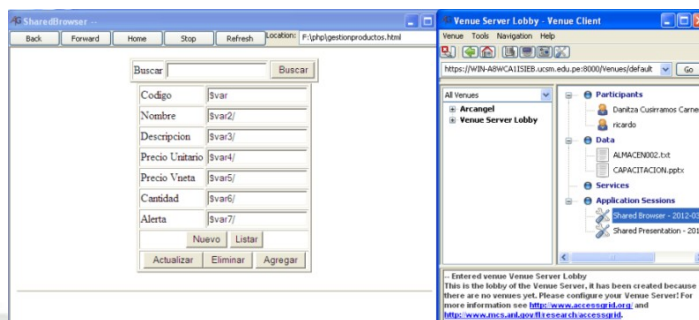 SharedBrowser --
Back Forward Home Stop Refresh Location: F:\php\gestionproductos.html
Buscar Buscar
Codigo $var
Nombre $var2/
Descripcion $var3/
Precio Unitario $var4/
Precio Vneta $var5/
Cantidad $var6/
Alerta $var7/
Nuevo Listar
Actualizar Eliminar Agregar
Venue Server Lobby - Venue Client
Venue Tools Navigation Help
https://WIN-A8WCA1ISIEB.ucsm.edu.pe:8000/Venues/default Go
All Venues
Arcangel
Venue Server Lobby
Participants
Danitza Cusirramos Carne
ricardo
Data
ALMACEN002.txt
CAPACITACION.pptx
Services
Application Sessions
Shared Browser - 2012-03
Shared Presentation - 201
-- Entered venue Venue Server Lobby
This is the lobby of the Venue Server, it has been created because
there are no venues yet. Please configure your Venue Server! For
more information see http://www.accessgrid.org/ and
http://www.mcs.anl.gov/fl/research/accessgrid.